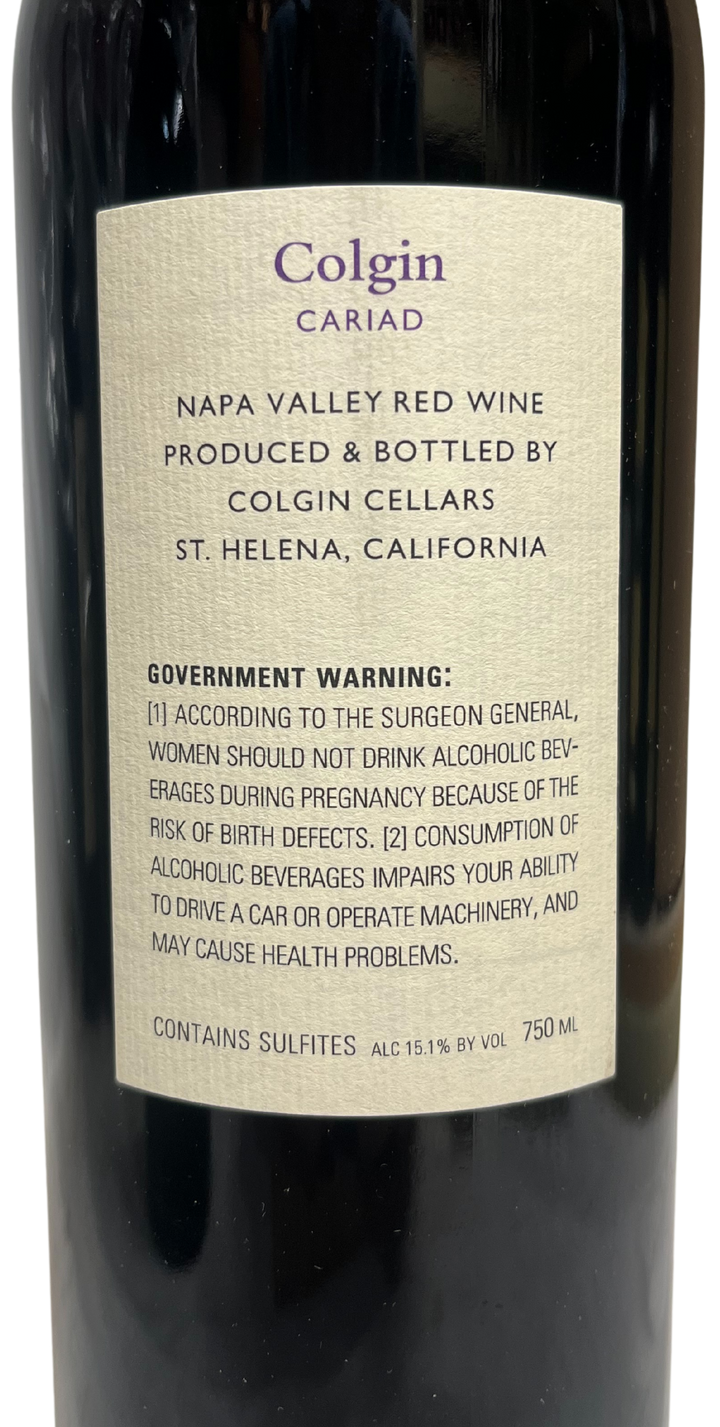 Colgin
CARIAD
NAPA VALLEY RED WINE
PRODUCED & BOTTLED BY
COLGIN CELLARS
ST. HELENA, CALIFORNIA
GOVERNMENT WARNING:
[1] ACCORDING TO THE SURGEON GENERAL,
WOMEN SHOULD NOT DRINK ALCOHOLIC BEV-
ERAGES DURING PREGNANCY BECAUSE OF THE
RISK OF BIRTH DEFECTS. [2] CONSUMPTION OF
ALCOHOLIC BEVERAGES IMPAIRS YOUR ABILITY
TO DRIVE A CAR OR OPERATE MACHINERY, AND
MAY CAUSE HEALTH PROBLEMS.
CONTAINS SULFITES ALC 15.1% BY VOL 750 ML